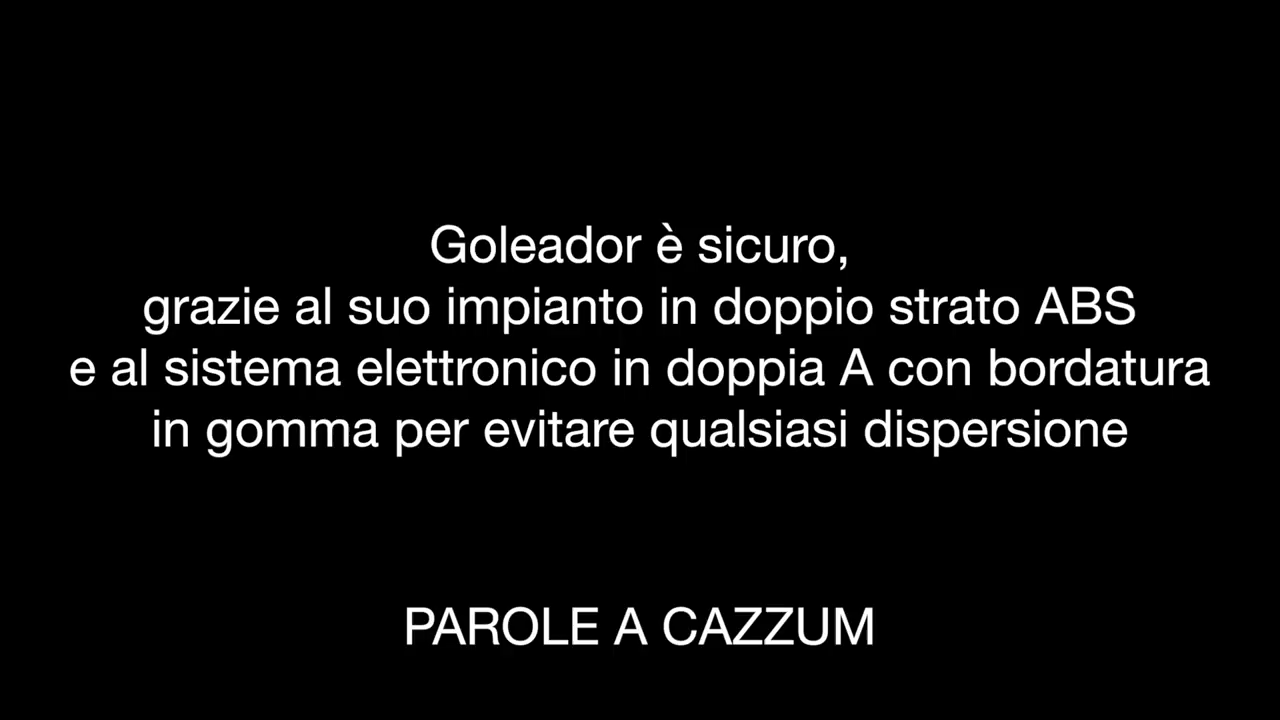 Goleador è sicuro,
grazie al suo impianto in doppio strato ABS
e al sistema elettronico in doppia A con bordatura
in gomma per evitare qualsiasi dispersione
PAROLE A CAZZUM